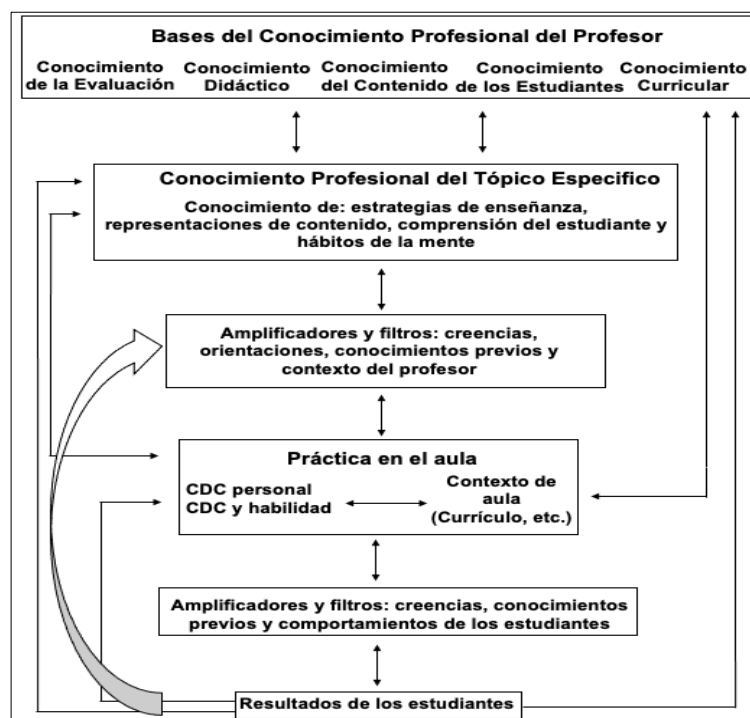 Bases del Conocimiento Profesional del Profesor
Conocimiento de la Evaluación
Conocimiento Didáctico
Conocimiento del Contenido
Conocimiento de los Estudiantes
Conocimiento Curricular
Conocimiento Profesional del Tópico Especifico
Conocimiento de: estrategias de enseñanza,
representaciones de contenido, comprensión del estudiante y
hábitos de la mente
Amplificadores y filtros: creencias,
orientaciones, conocimientos previos y
contexto del profesor
Práctica en el aula
CDC personal
CDC y habilidad
Contexto de
aula
(Currículo, etc.)
Amplificadores y filtros: creencias, conocimientos
previos y comportamientos de los estudiantes
Resultados de los estudiantes